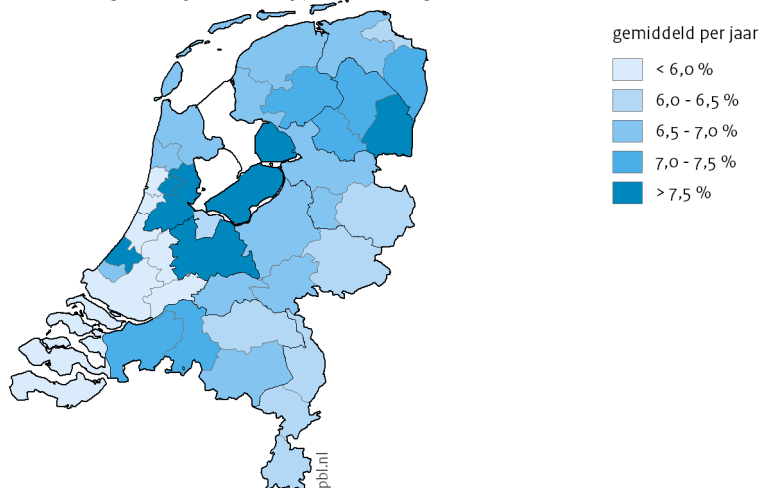 gemiddeld per jaar
< 6,0 %
6,0 - 6,5 %
6,5 - 7,0 %
7,0 - 7,5 %
> 7,5 %
pbl.nl